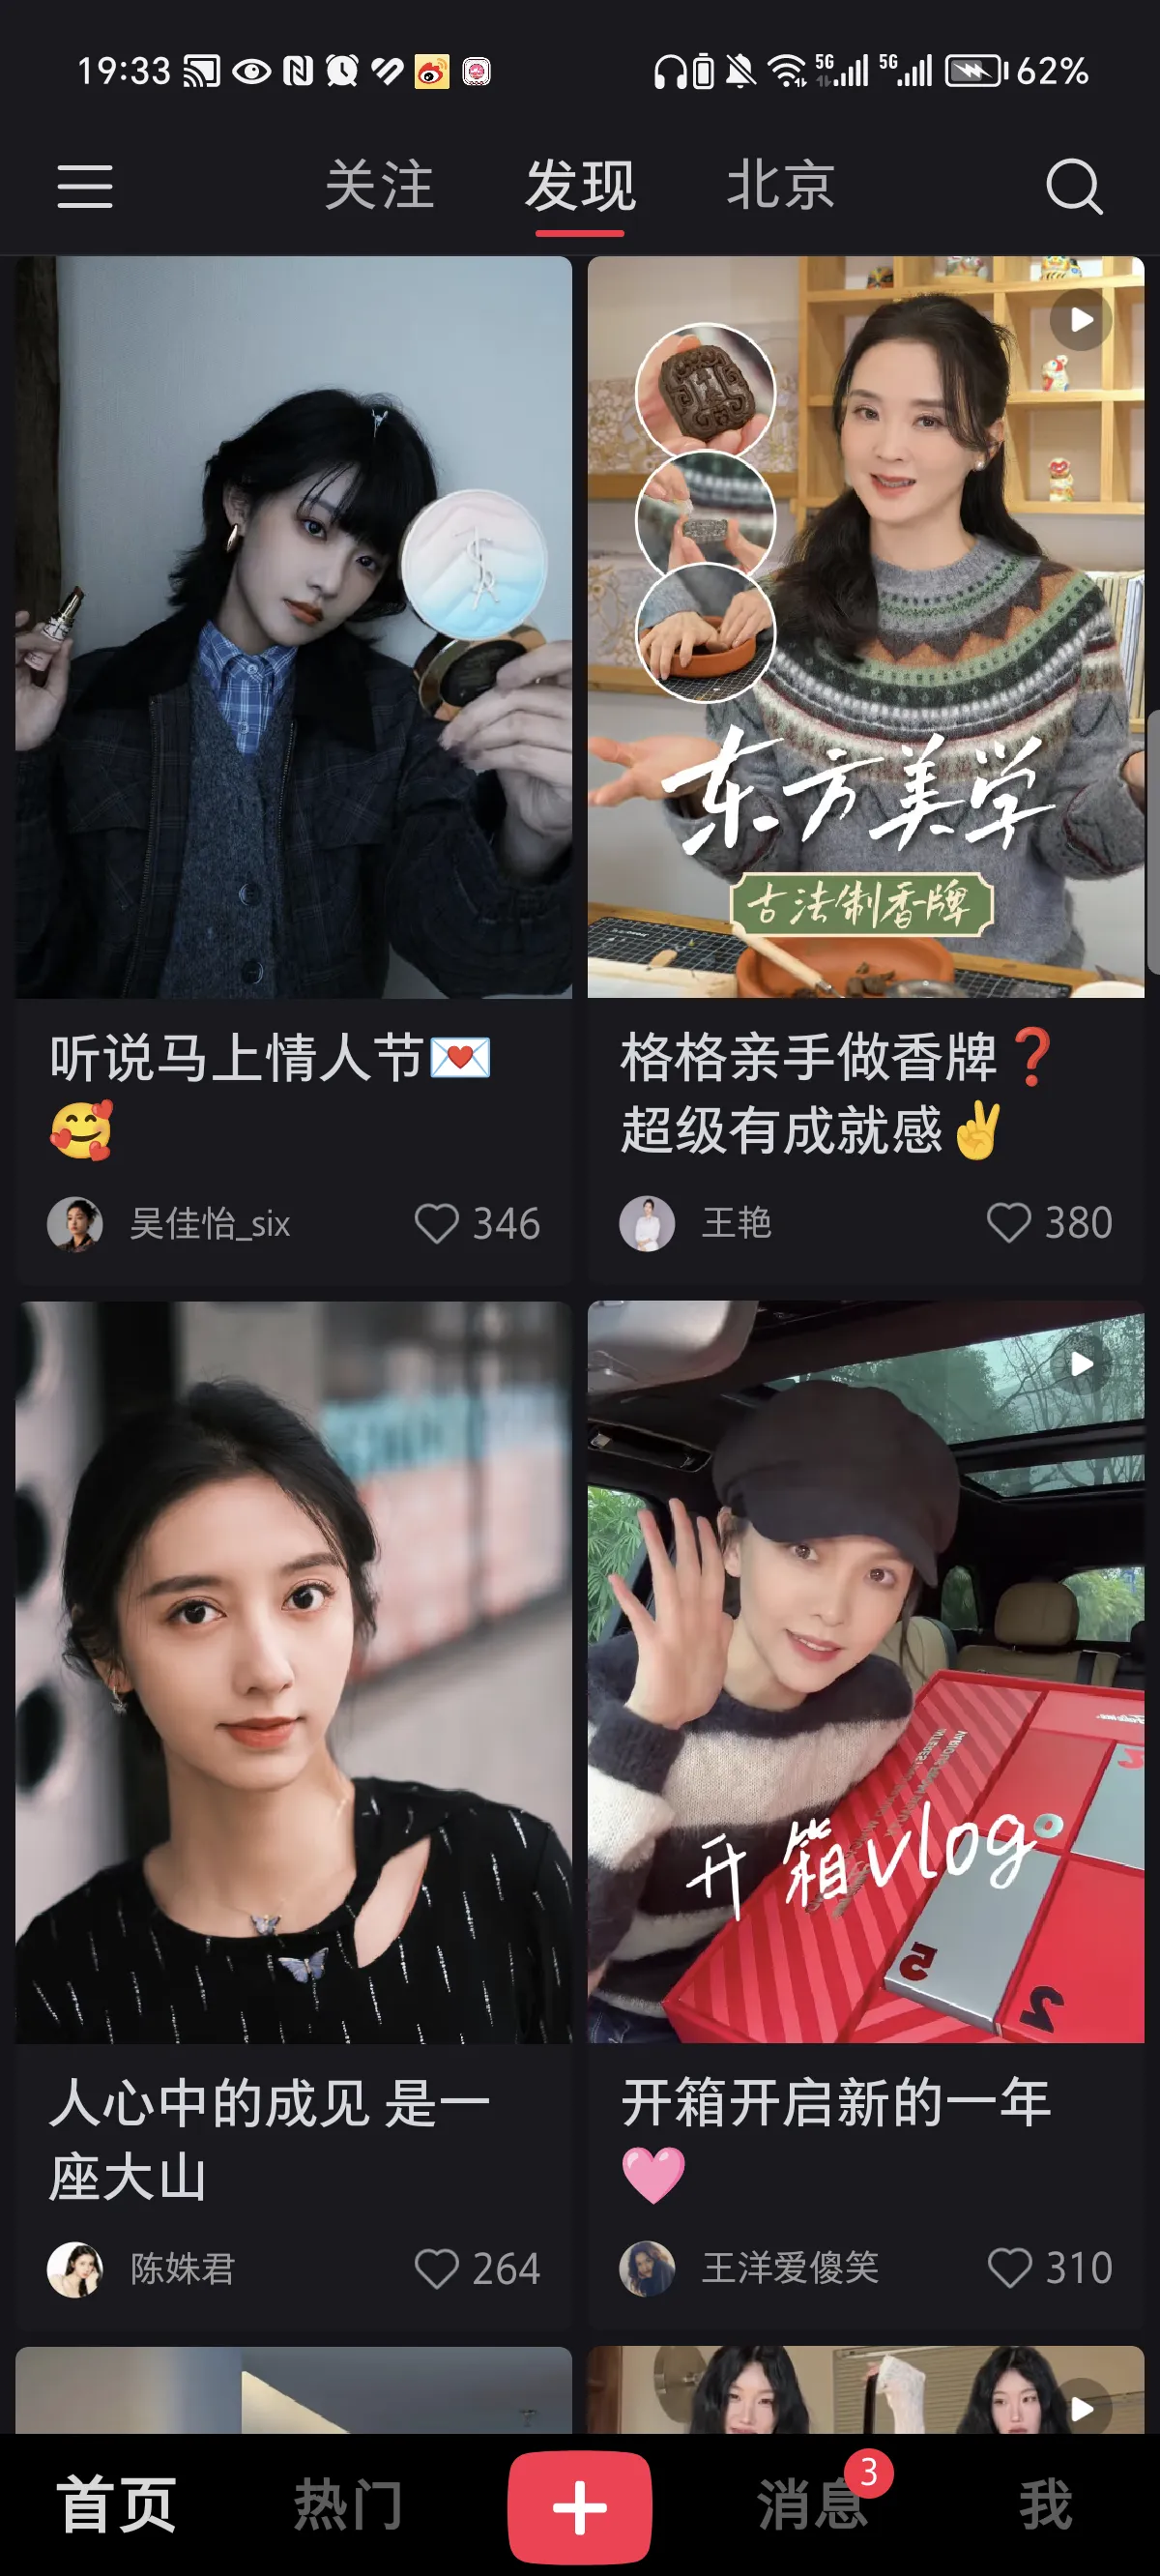 19:33
5G
5G
62%
关注
发现
北京
东方美学
古法制香牌
听说马上情人节💌
🥰
吴佳怡_six
346
格格亲手做香牌❓
超级有成就感✌️
王艳
380
开箱vlog
5
2
人心中的成见 是一
座大山
陈姝君
264
开箱开启新的一年
🩷
王洋爱傻笑
310
首页
热门
消息
3
我